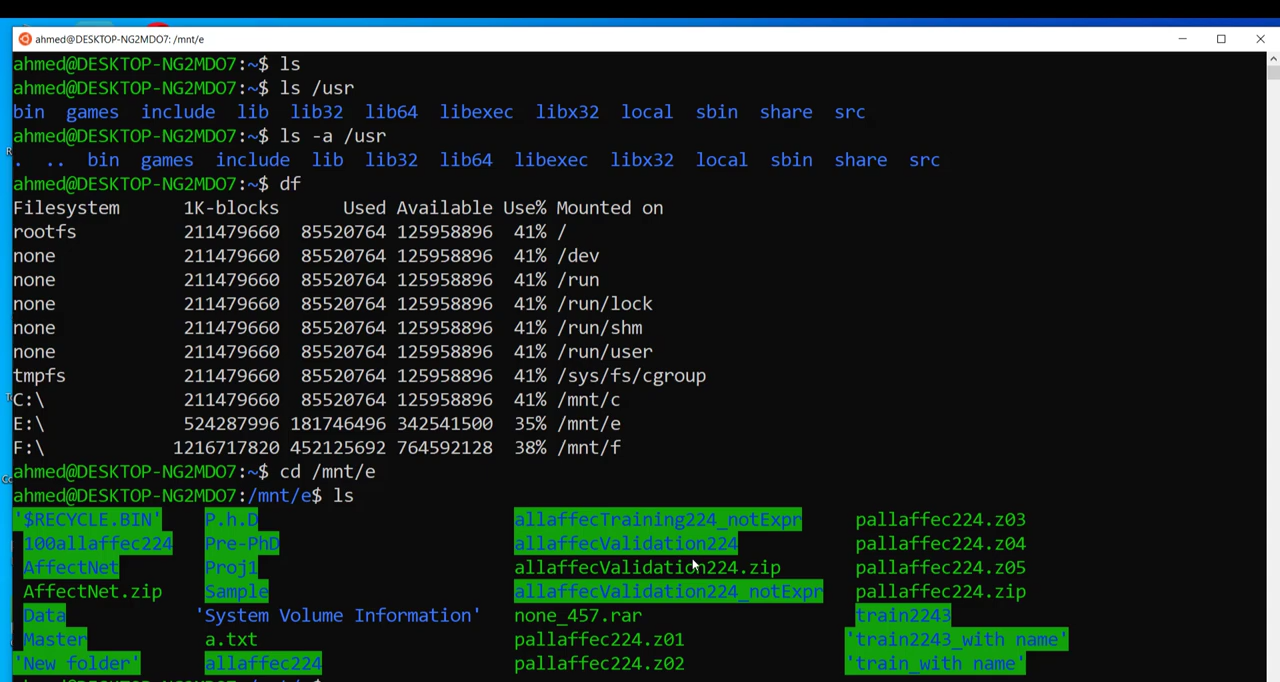 ahmed@DESKTOP-NG2MDO7: /mnt/e
ahmed@DESKTOP-NG2MDO7:~$ ls
ahmed@DESKTOP-NG2MDO7:~$ ls /usr
bin games include lib lib32 lib64 libexec libx32 local sbin share src
ahmed@DESKTOP-NG2MDO7:~$ ls -a /usr
. .. bin games include lib lib32 lib64 libexec libx32 local sbin share src
ahmed@DESKTOP-NG2MDO7:~$ df
Filesystem 1K-blocks Used Available Use% Mounted on
rootfs 211479660 85520764 125958896 41% /
none 211479660 85520764 125958896 41% /dev
none 211479660 85520764 125958896 41% /run
none 211479660 85520764 125958896 41% /run/lock
none 211479660 85520764 125958896 41% /run/shm
none 211479660 85520764 125958896 41% /run/user
tmpfs 211479660 85520764 125958896 41% /sys/fs/cgroup
C:\ 211479660 85520764 125958896 41% /mnt/c
E:\ 524287996 181746496 342541500 35% /mnt/e
F:\ 1216717820 452125692 764592128 38% /mnt/f
ahmed@DESKTOP-NG2MDO7:~$ cd /mnt/e
ahmed@DESKTOP-NG2MDO7:/mnt/e$ ls
'$RECYCLE.BIN' P.h.D allaffecTraining224_notExpr pallaffec224.z03
100allaffec224 Pre-PhD allaffecValidation224 pallaffec224.z04
AffectNet Proj1 allaffecValidation224.zip pallaffec224.z05
AffectNet.zip Sample allaffecValidation224_notExpr pallaffec224.zip
Data 'System Volume Information' none_457.rar train2243
Master a.txt pallaffec224.z01 'train2243_with name'
'New folder' allaffec224 pallaffec224.z02 'train_with name'